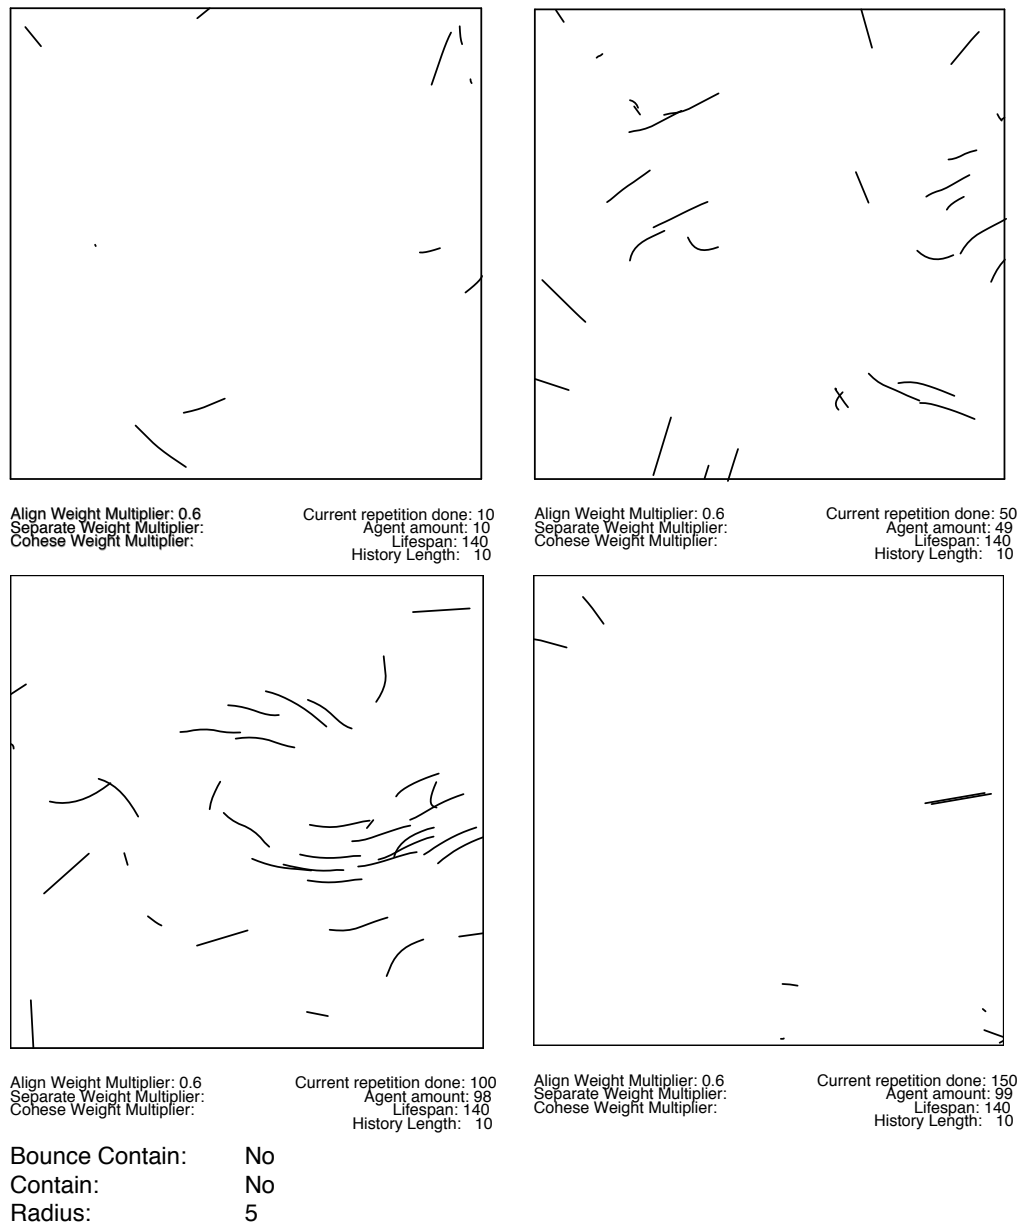 Align Weight Multiplier: 0.6
Separate Weight Multiplier:
Cohese Weight Multiplier:
Current repetition done: 10
Agent amount: 10
Lifespan: 140
History Length: 10
Align Weight Multiplier: 0.6
Separate Weight Multiplier:
Cohese Weight Multiplier:
Current repetition done: 50
Agent amount: 49
Lifespan: 140
History Length: 10
Align Weight Multiplier: 0.6
Separate Weight Multiplier:
Cohese Weight Multiplier:
Current repetition done: 100
Agent amount: 98
Lifespan: 140
History Length: 10
Align Weight Multiplier: 0.6
Separate Weight Multiplier:
Cohese Weight Multiplier:
Current repetition done: 150
Agent amount: 99
Lifespan: 140
History Length: 10
Bounce Contain: No
Contain: No
Radius: 5